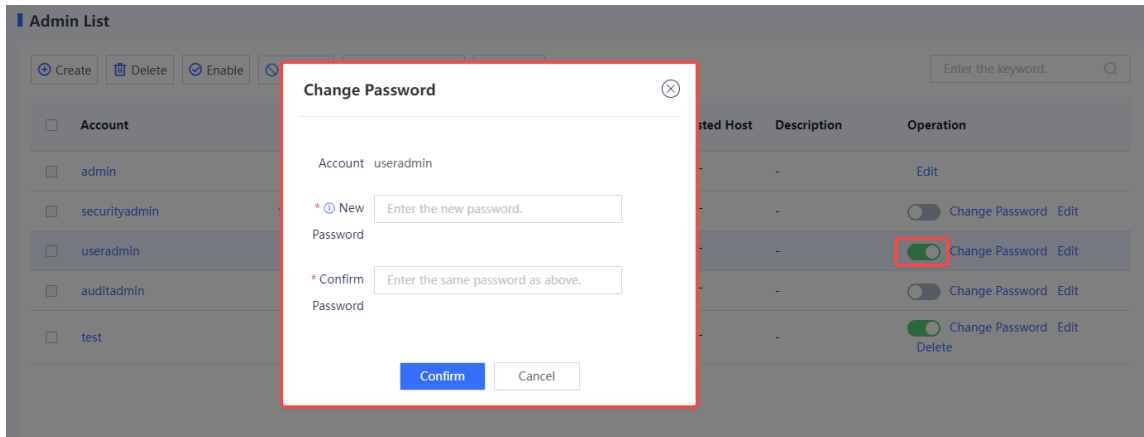 Admin List
Create Delete Enable
Enter the keyword.
Account sted Host Description Operation
admin - - Edit
securityadmin - - Change Password Edit
useradmin - - Change Password Edit
auditadmin - - Change Password Edit
test - - Change Password Edit
Delete
Change Password
Account useradmin
* New Enter the new password.
Password
* Confirm Enter the same password as above.
Password
Confirm Cancel